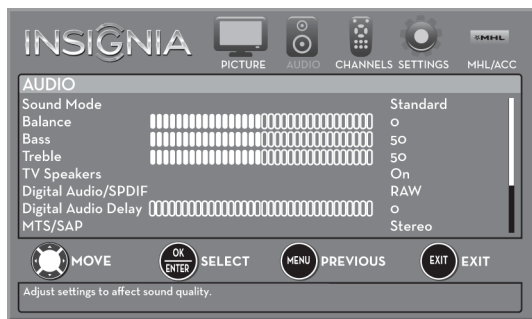 INSIGNIA
PICTURE AUDIO CHANNELS SETTINGS MHL MHL/ACC
AUDIO
Sound Mode Standard
Balance 0
Bass 50
Treble 50
TV Speakers On
Digital Audio/SPDIF RAW
Digital Audio Delay 0
MTS/SAP Stereo
MOVE OK ENTER SELECT MENU PREVIOUS EXIT EXIT
Adjust settings to affect sound quality.